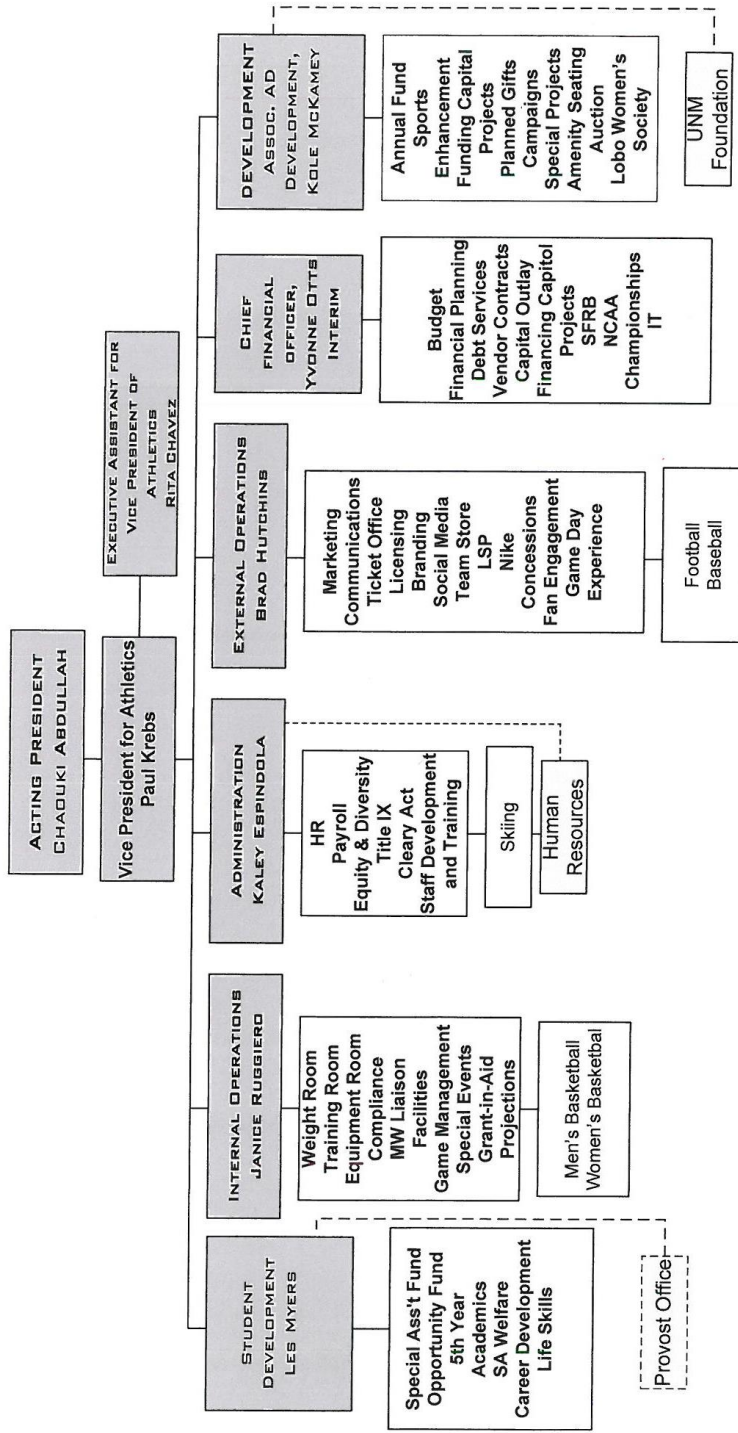 ACTING PRESIDENT
CHAOUKI ABDULLAH
Vice President for Athletics
Paul Krebs
EXECUTIVE ASSISTANT FOR
VICE PRESIDENT OF
ATHLETICS
RITA CHAVEZ
STUDENT
DEVELOPMENT
LES MYERS
Special Ass't Fund
Opportunity Fund
5th Year
Academics
SA Welfare
Career Development
Life Skills
Provost Office
INTERNAL OPERATIONS
JANICE RUGGIERO
Weight Room
Training Room
Equipment Room
Compliance
MW Liaison
Facilities
Game Management
Special Events
Grant-in-Aid
Projections
Men's Basketball
Women's Basketbal
ADMINISTRATION
KALEY ESPINDOLA
HR
Payroll
Equity & Diversity
Title IX
Cleary Act
Staff Development
and Training
Skiing
Human
Resources
EXTERNAL OPERATIONS
BRAD HUTCHINS
Marketing
Communications
Ticket Office
Licensing
Branding
Social Media
Team Store
LSP
Nike
Concessions
Fan Engagement
Game Day
Experience
Football
Baseball
CHIEF
FINANCIAL
OFFICER,
YVONNE OTTS
INTERIM
Budget
Financial Planning
Debt Services
Vendor Contracts
Capital Outlay
Financing Capitol
Projects
SFRB
NCAA
Championships
IT
DEVELOPMENT
ASSOC. AD
DEVELOPMENT,
KOLE MCKAMEY
Annual Fund
Sports
Enhancement
Funding Capital
Projects
Planned Gifts
Campaigns
Special Projects
Amenity Seating
Auction
Lobo Women's
Society
UNM
Foundation